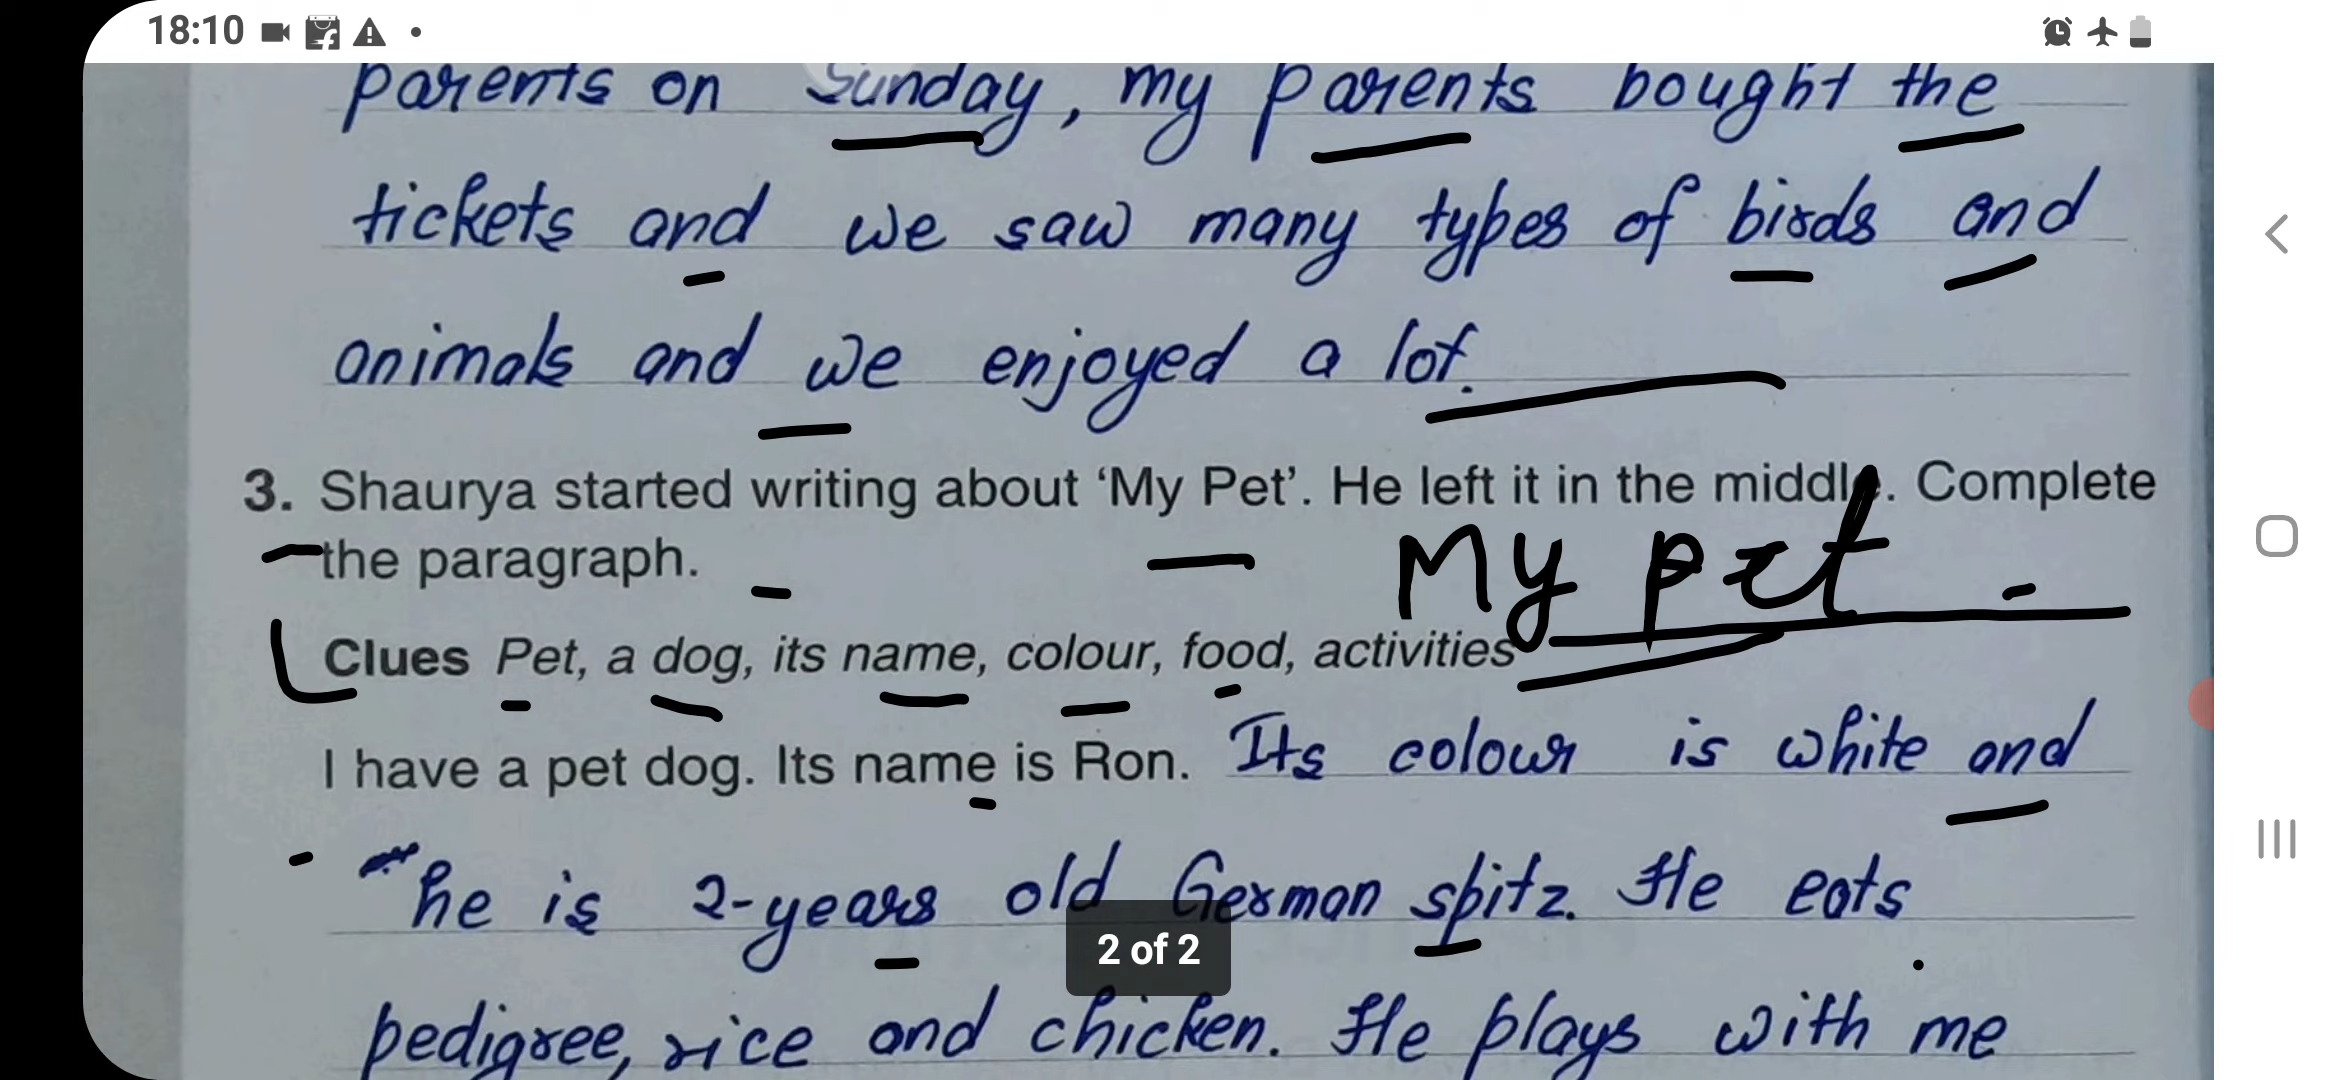 18:10
parents on Sunday, my parents bought the
tickets and we saw many types of birds and
animals and we enjoyed a lot.
3. Shaurya started writing about ‘My Pet’. He left it in the middle. Complete
the paragraph.
My pet
Clues Pet, a dog, its name, colour, food, activities
I have a pet dog. Its name is Ron. Its colour is white and
he is 2-years old German spitz. He eats
2 of 2
pedigree, rice and chicken. He plays with me